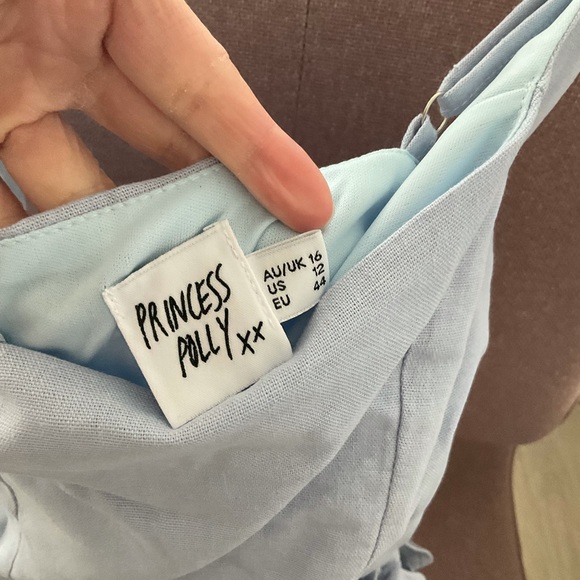 PRINCESS
POLLY xx
AU/UK 16
US 12
EU 44